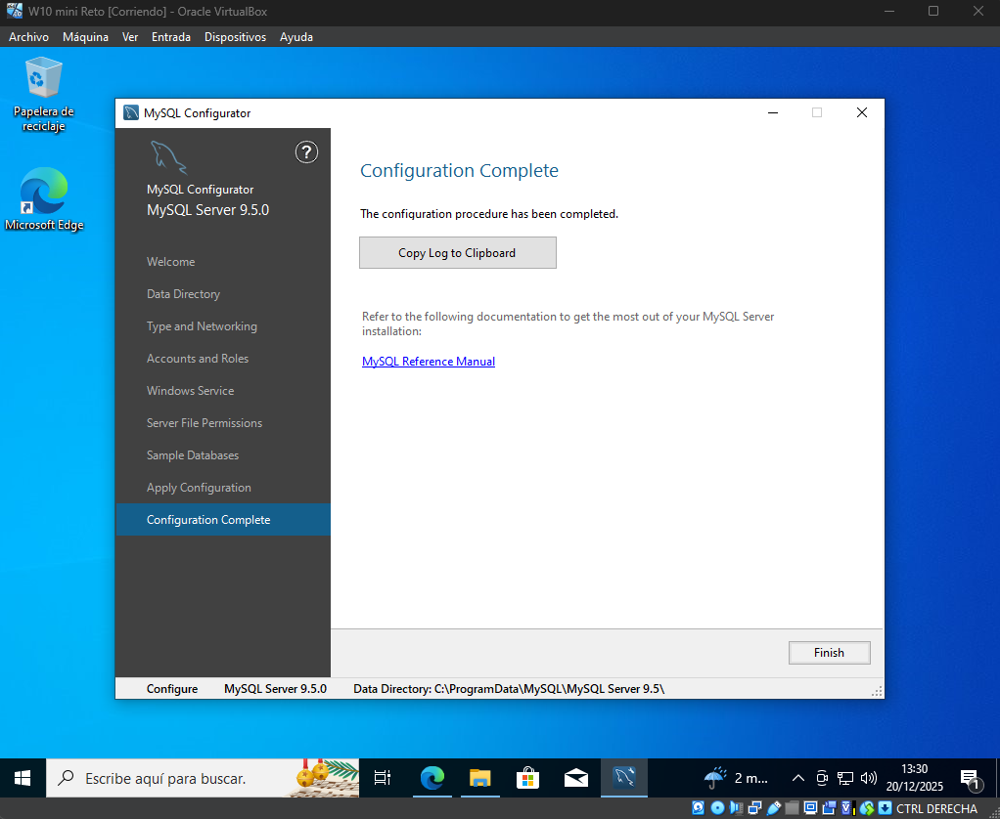 W10 mini Reto [Corriendo] - Oracle VirtualBox
Archivo Máquina Ver Entrada Dispositivos Ayuda
Papelera de
reciclaje
Microsoft Edge
MySQL Configurator
?
MySQL Configurator
MySQL Server 9.5.0
Welcome
Data Directory
Type and Networking
Accounts and Roles
Windows Service
Server File Permissions
Sample Databases
Apply Configuration
Configuration Complete
Configuration Complete
The configuration procedure has been completed.
Copy Log to Clipboard
Refer to the following documentation to get the most out of your MySQL Server
installation:
MySQL Reference Manual
Finish
Configure MySQL Server 9.5.0 Data Directory: C:\ProgramData\MySQL\MySQL Server 9.5\
Escribe aquí para buscar.
2 m...
13:30
20/12/2025
1
CTRL DERECHA